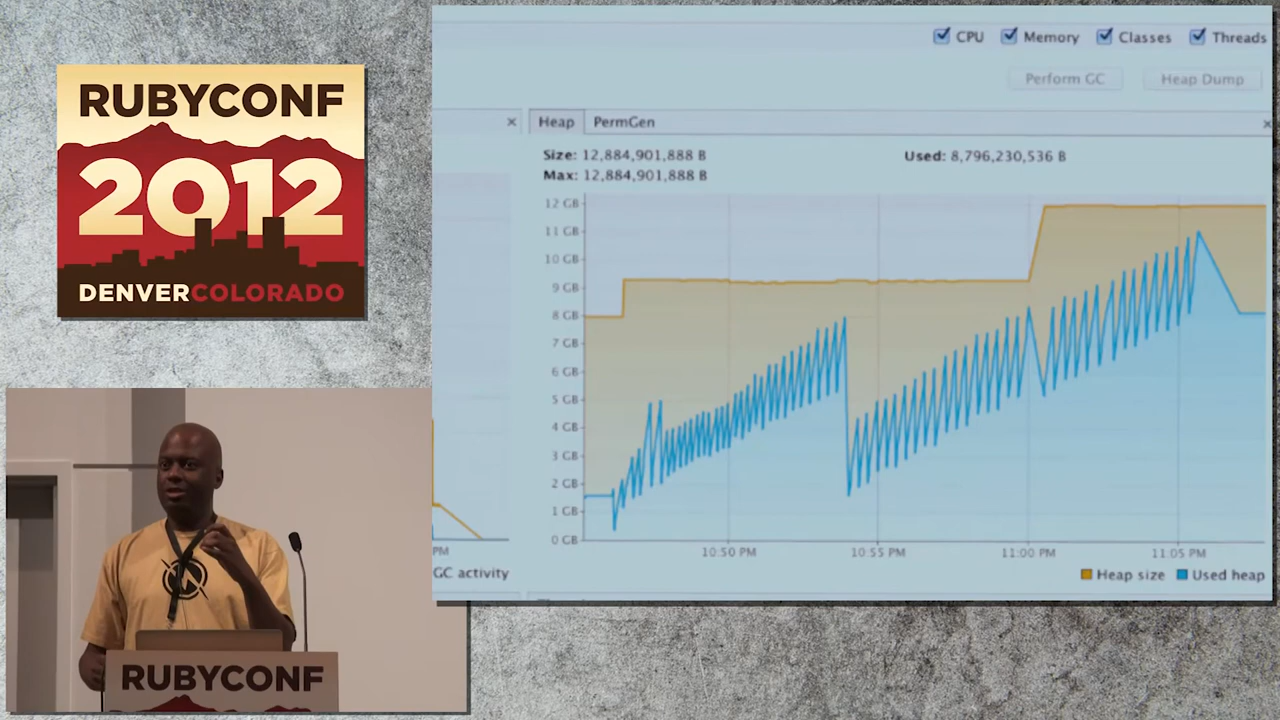 RUBYCONF
2012
DENVERCOLORADO
CPU Memory Classes Threads
Perform GC Heap Dump
x Heap PermGen x
Size: 12,884,901,888 B Used: 8,796,230,536 B
Max: 12,884,901,888 B
12 GB
11 GB
10 GB
9 GB
8 GB
7 GB
6 GB
5 GB
4 GB
3 GB
2 GB
1 GB
0 GB
PM 10:50 PM 10:55 PM 11:00 PM 11:05 PM
GC activity Heap size Used heap
RUBYCONF